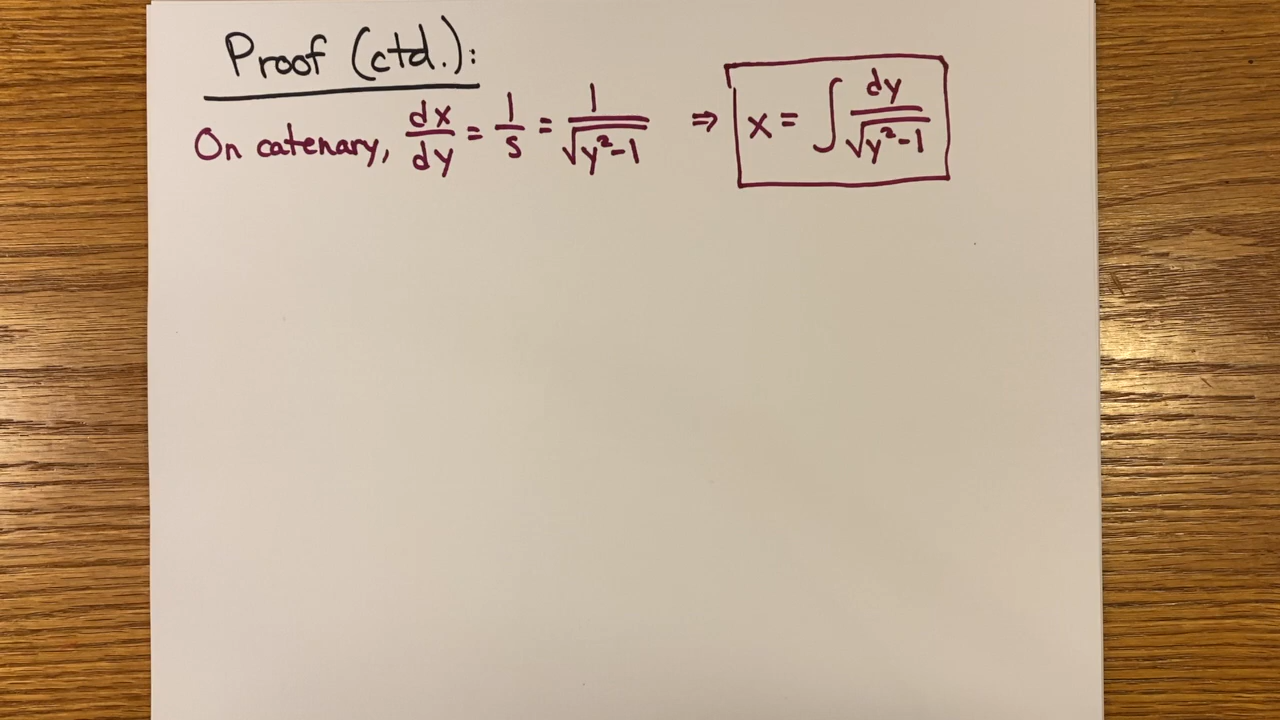 Proof (ctd.):
On catenary, dx/dy = 1/s = 1/√(y²-1) ⇒ x = ∫ dy/√(y²-1)